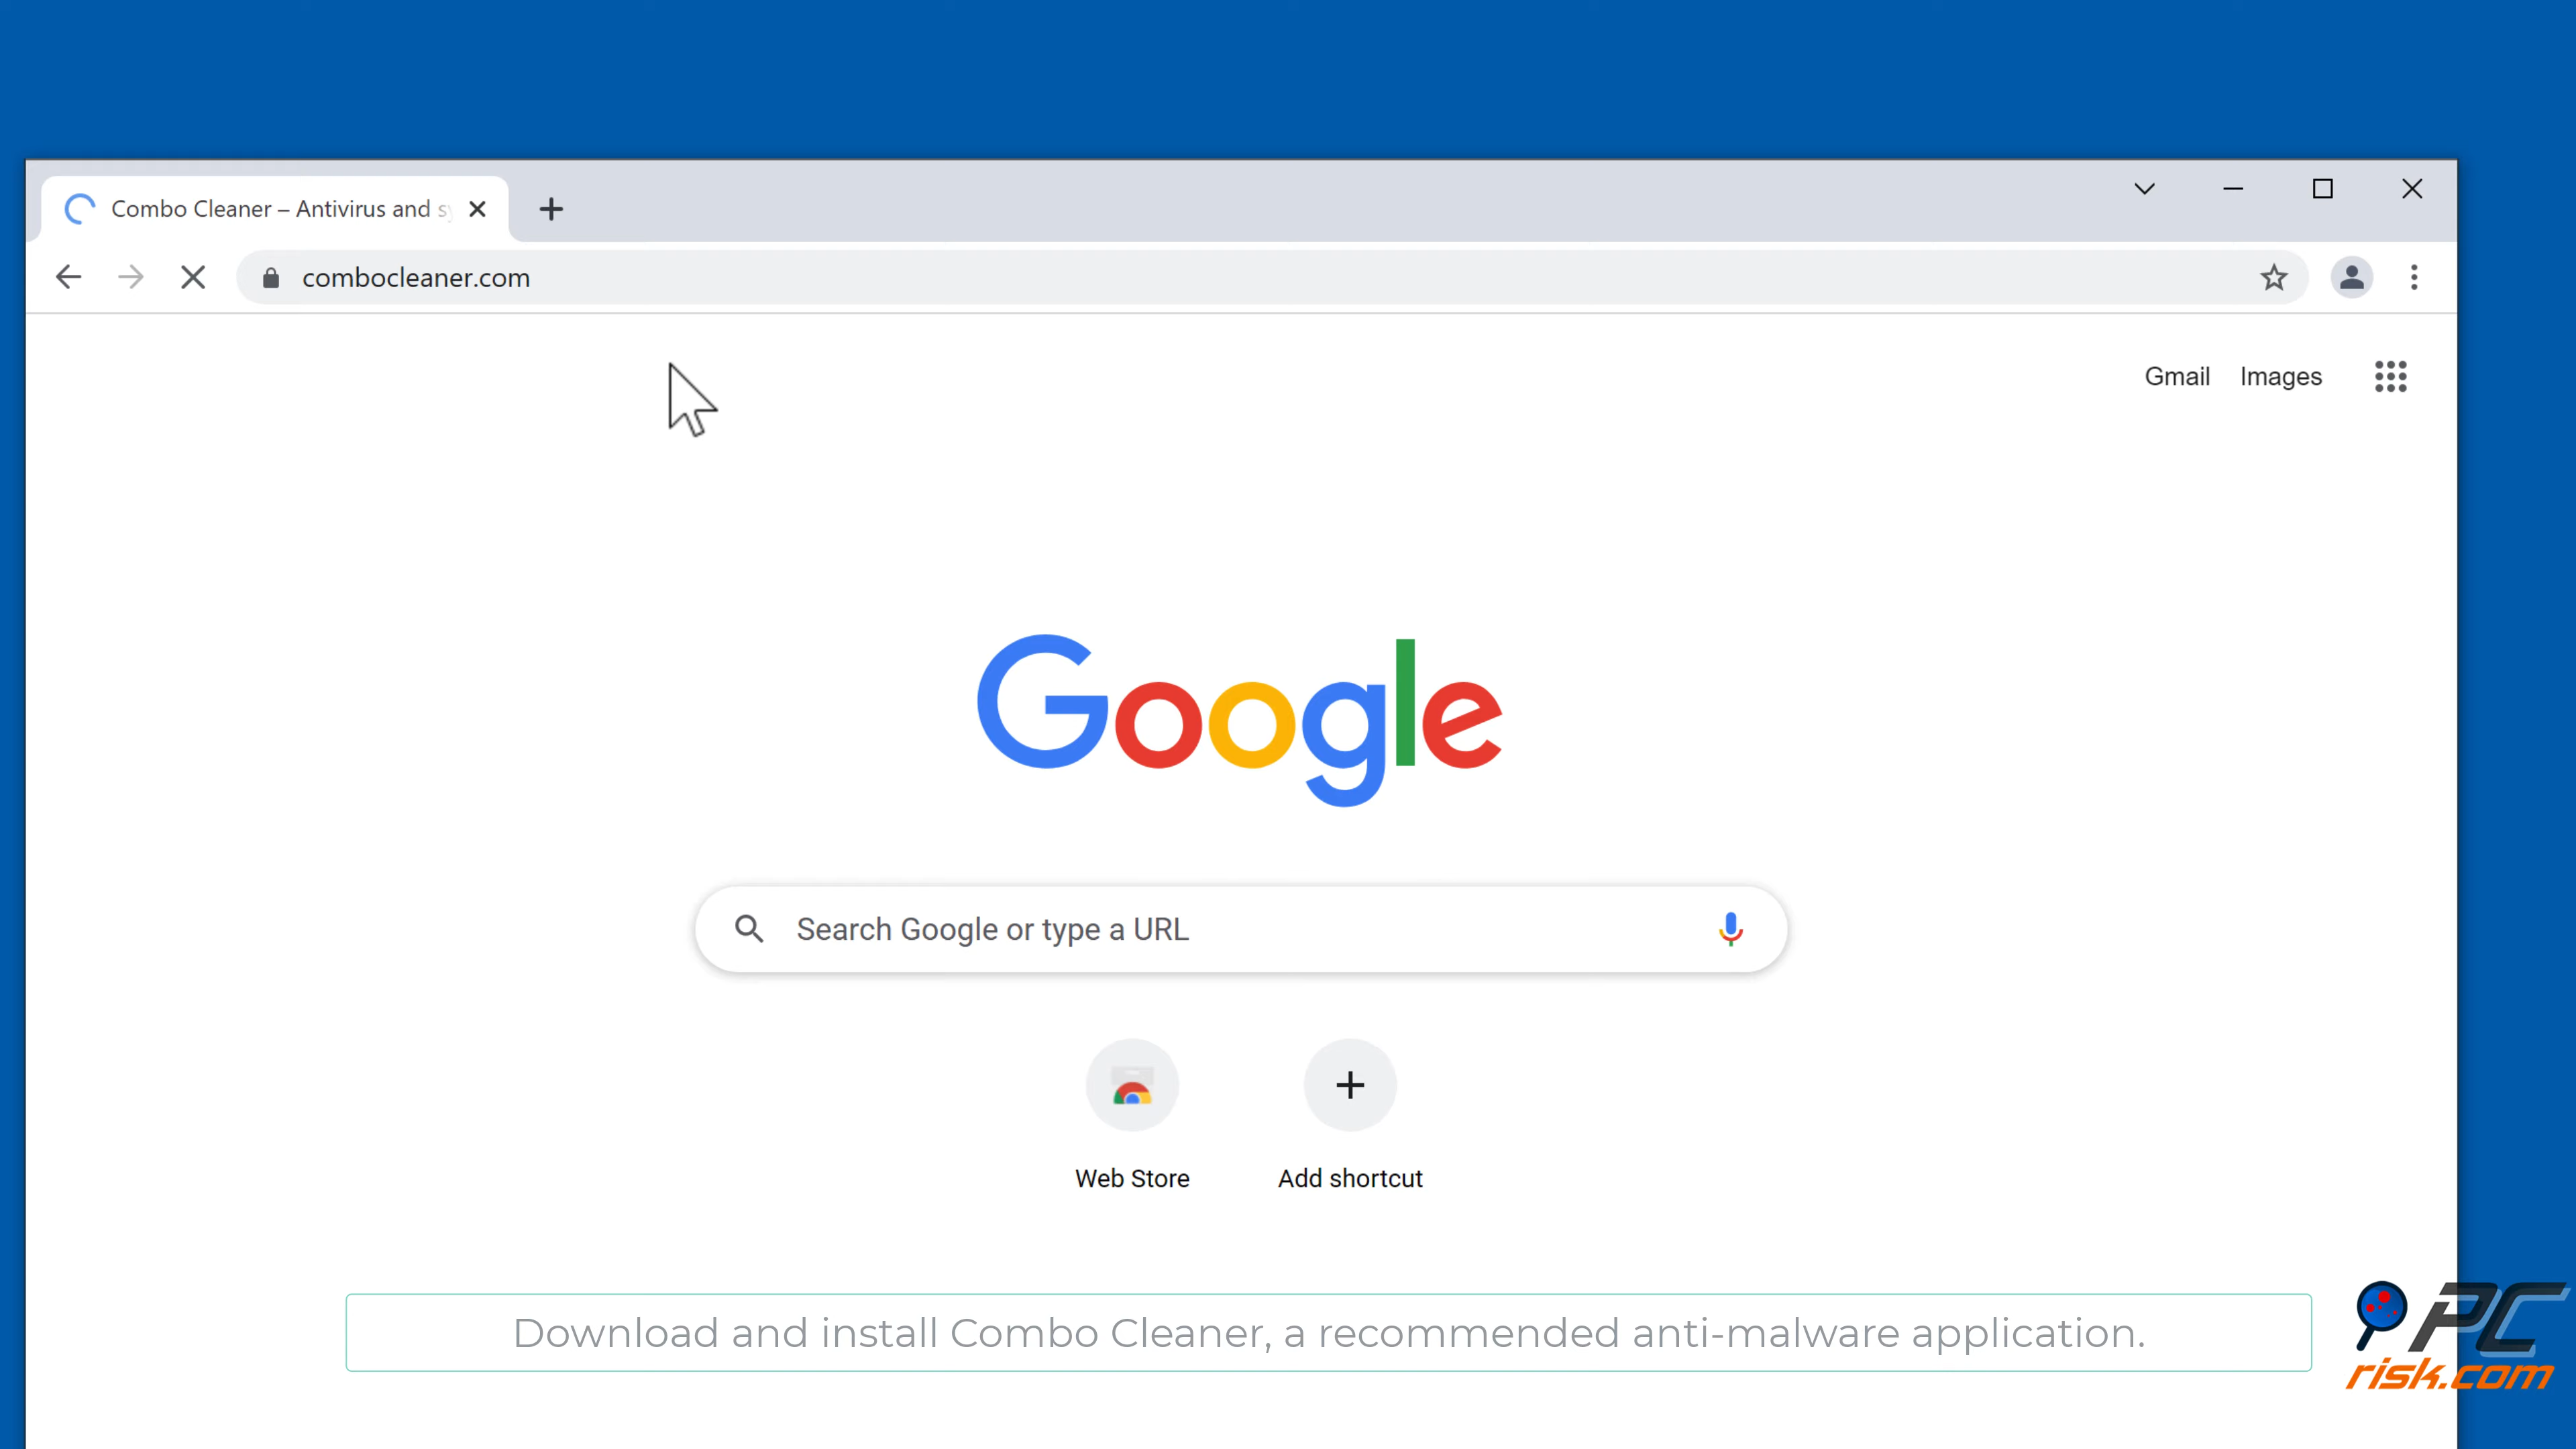 Combo Cleaner – Antivirus and s
combocleaner.com
Gmail Images
Google
Search Google or type a URL
Web Store Add shortcut
Download and install Combo Cleaner, a recommended anti-malware application.
PC
risk.com